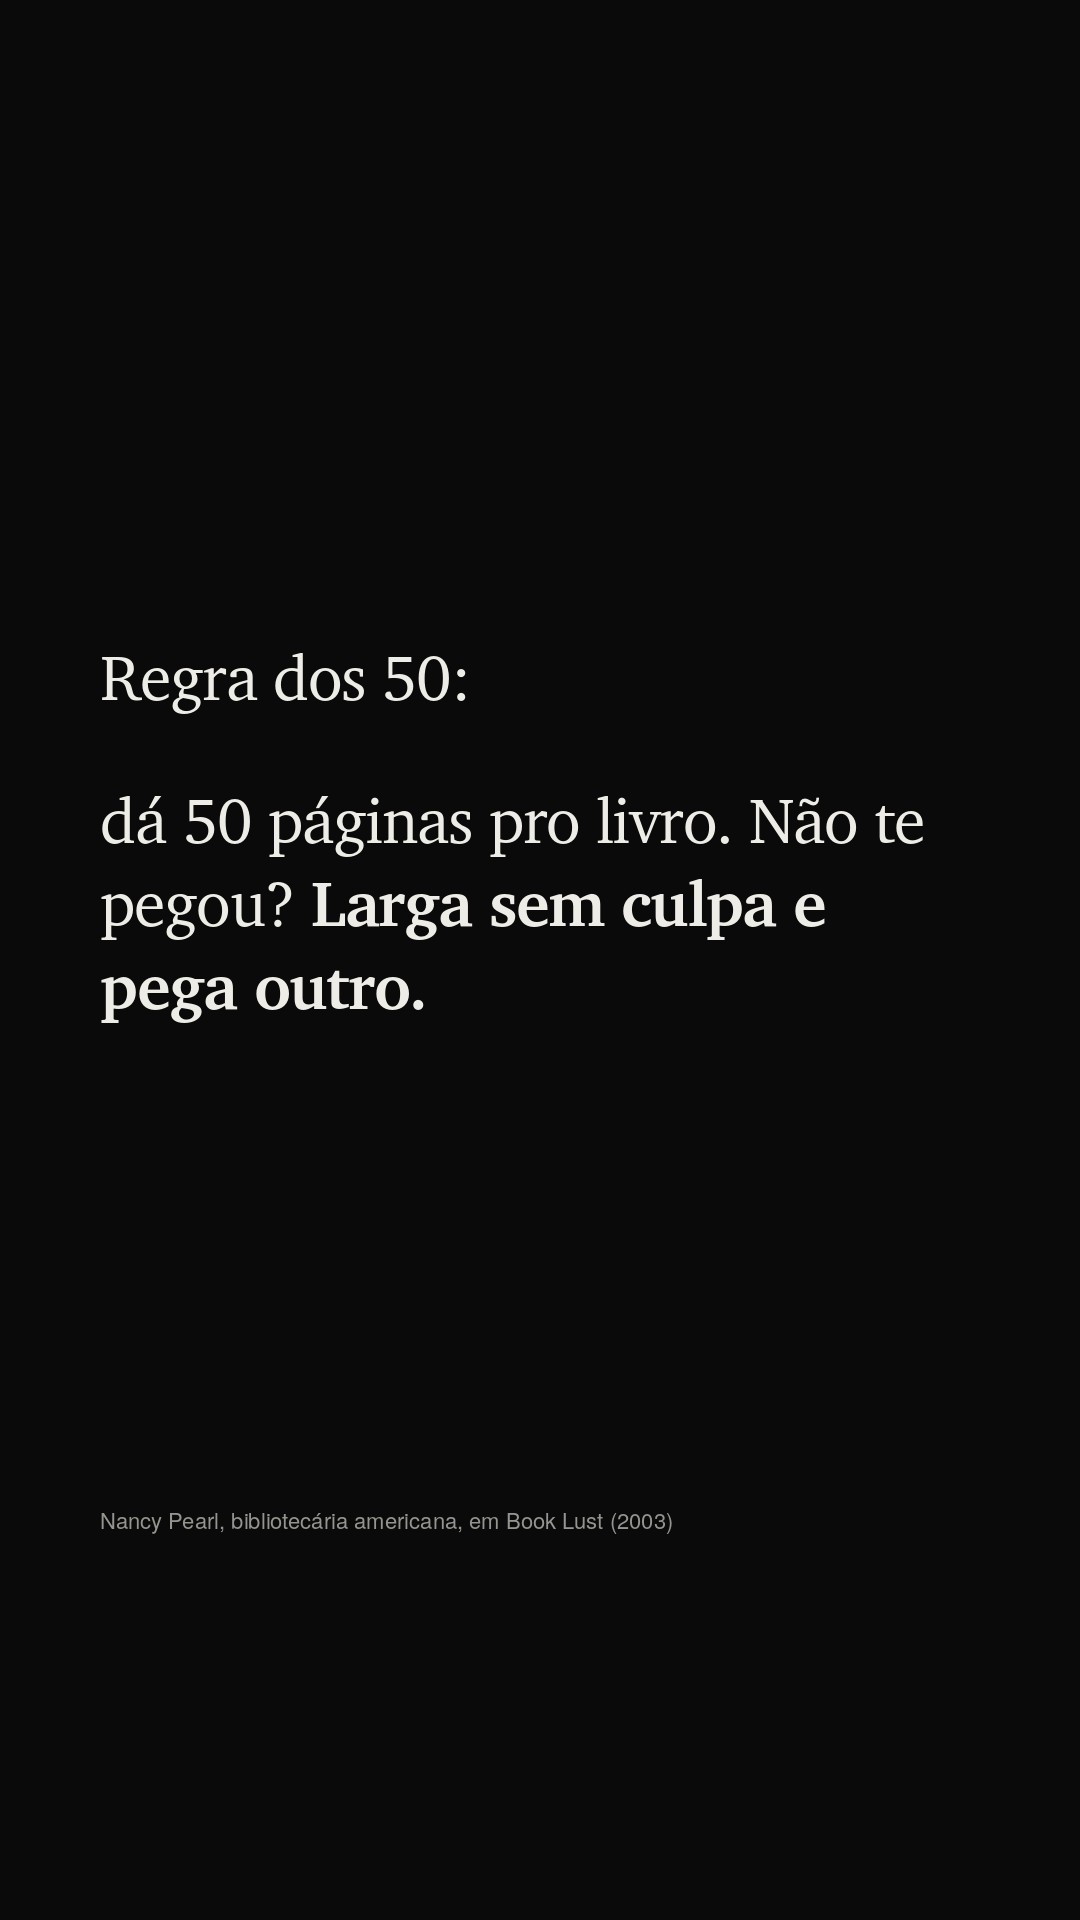 Regra dos 50:
dá 50 páginas pro livro. Não te
pegou? Larga sem culpa e
pega outro.
Nancy Pearl, bibliotecária americana, em Book Lust (2003)